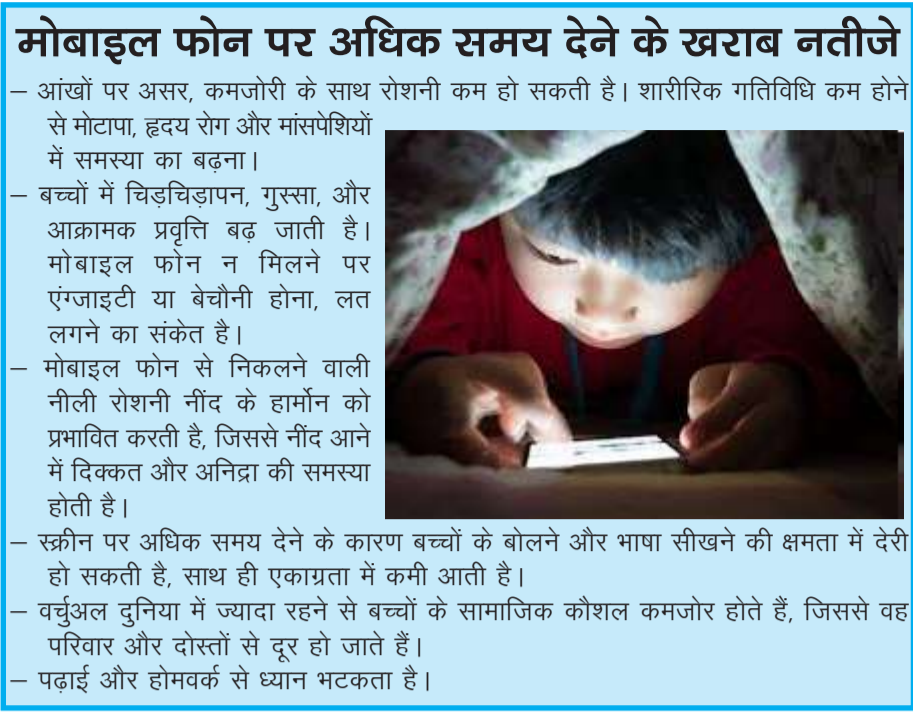 मोबाइल फोन पर अधिक समय देने के खराब नतीजे
– आंखों पर असर, कमजोरी के साथ रोशनी कम हो सकती है। शारीरिक गतिविधि कम होने
से मोटापा, हृदय रोग और मांसपेशियों
में समस्या का बढ़ना।
– बच्चों में चिड़चिड़ापन, गुस्सा, और
आक्रामक प्रवृत्ति बढ़ जाती है।
मोबाइल फोन न मिलने पर
एंग्जाइटी या बेचौनी होना, लत
लगने का संकेत है।
– मोबाइल फोन से निकलने वाली
नीली रोशनी नींद के हार्मोन को
प्रभावित करती है, जिससे नींद आने
में दिक्कत और अनिद्रा की समस्या
होती है।
– स्क्रीन पर अधिक समय देने के कारण बच्चों के बोलने और भाषा सीखने की क्षमता में देरी
हो सकती है, साथ ही एकाग्रता में कमी आती है।
– वर्चुअल दुनिया में ज्यादा रहने से बच्चों के सामाजिक कौशल कमजोर होते हैं, जिससे वह
परिवार और दोस्तों से दूर हो जाते हैं।
– पढ़ाई और होमवर्क से ध्यान भटकता है।